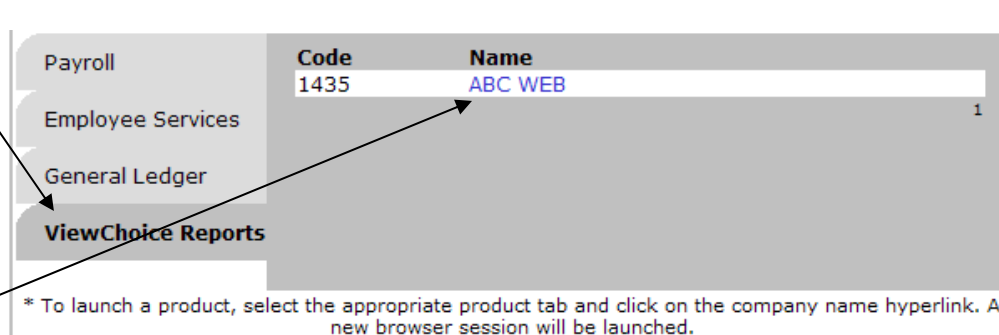 Payroll
Employee Services
General Ledger
ViewChoice Reports
Code Name
1435 ABC WEB
1
* To launch a product, select the appropriate product tab and click on the company name hyperlink. A
new browser session will be launched.